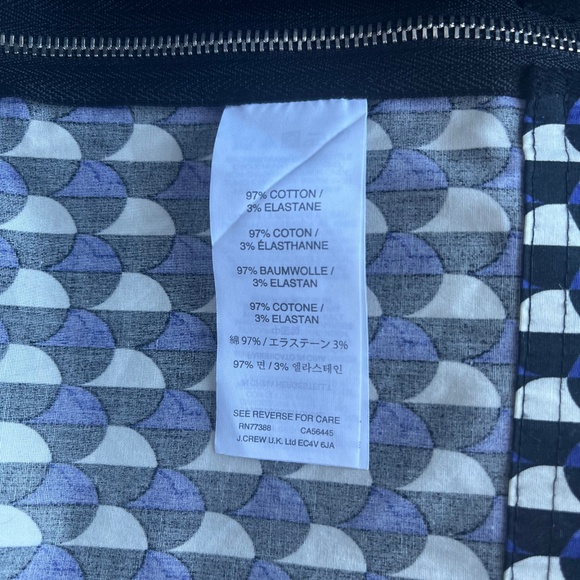 97% COTTON /
3% ELASTANE
97% COTON /
3% ÉLASTHANNE
97% BAUMWOLLE /
3% ELASTAN
97% COTONE /
3% ELASTAN
綿 97% / エラステーン 3%
97% 면 / 3% 엘라스테인
SEE REVERSE FOR CARE
RN77388 CA56445
J.CREW U.K. Ltd EC4V 6JA